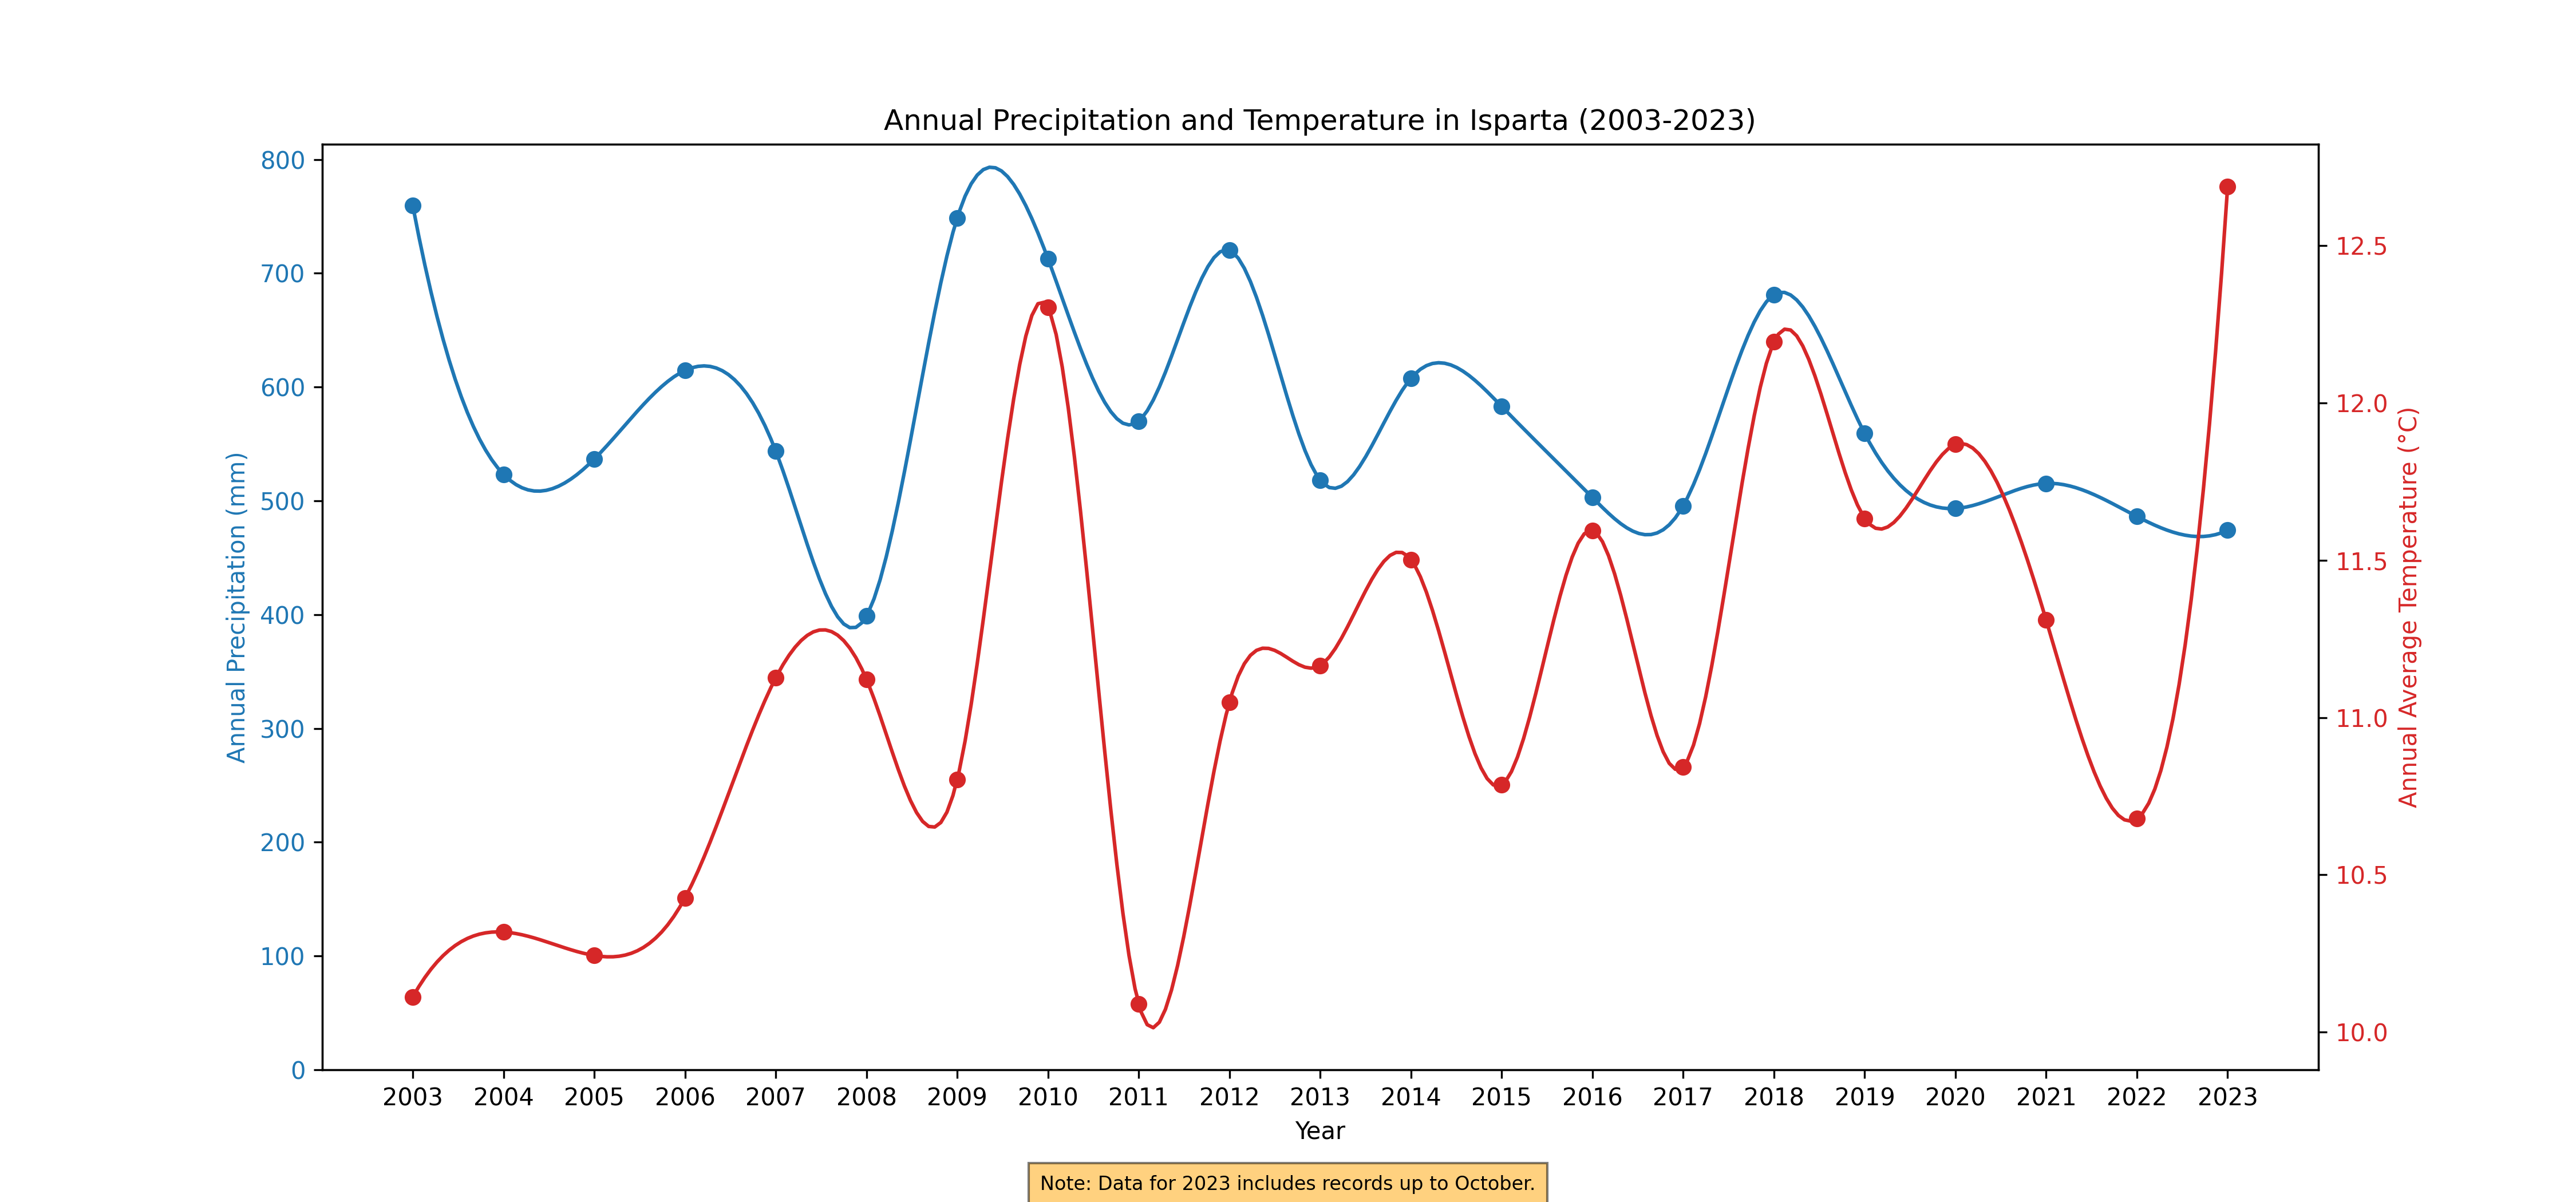 Annual Precipitation and Temperature in Isparta (2003-2023)
800
700
600
500
400
300
200
100
0
Annual Precipitation (mm)
12.5
12.0
11.5
11.0
10.5
10.0
Annual Average Temperature (°C)
2003 2004 2005 2006 2007 2008 2009 2010 2011 2012 2013 2014 2015 2016 2017 2018 2019 2020 2021 2022 2023
Year
Note: Data for 2023 includes records up to October.